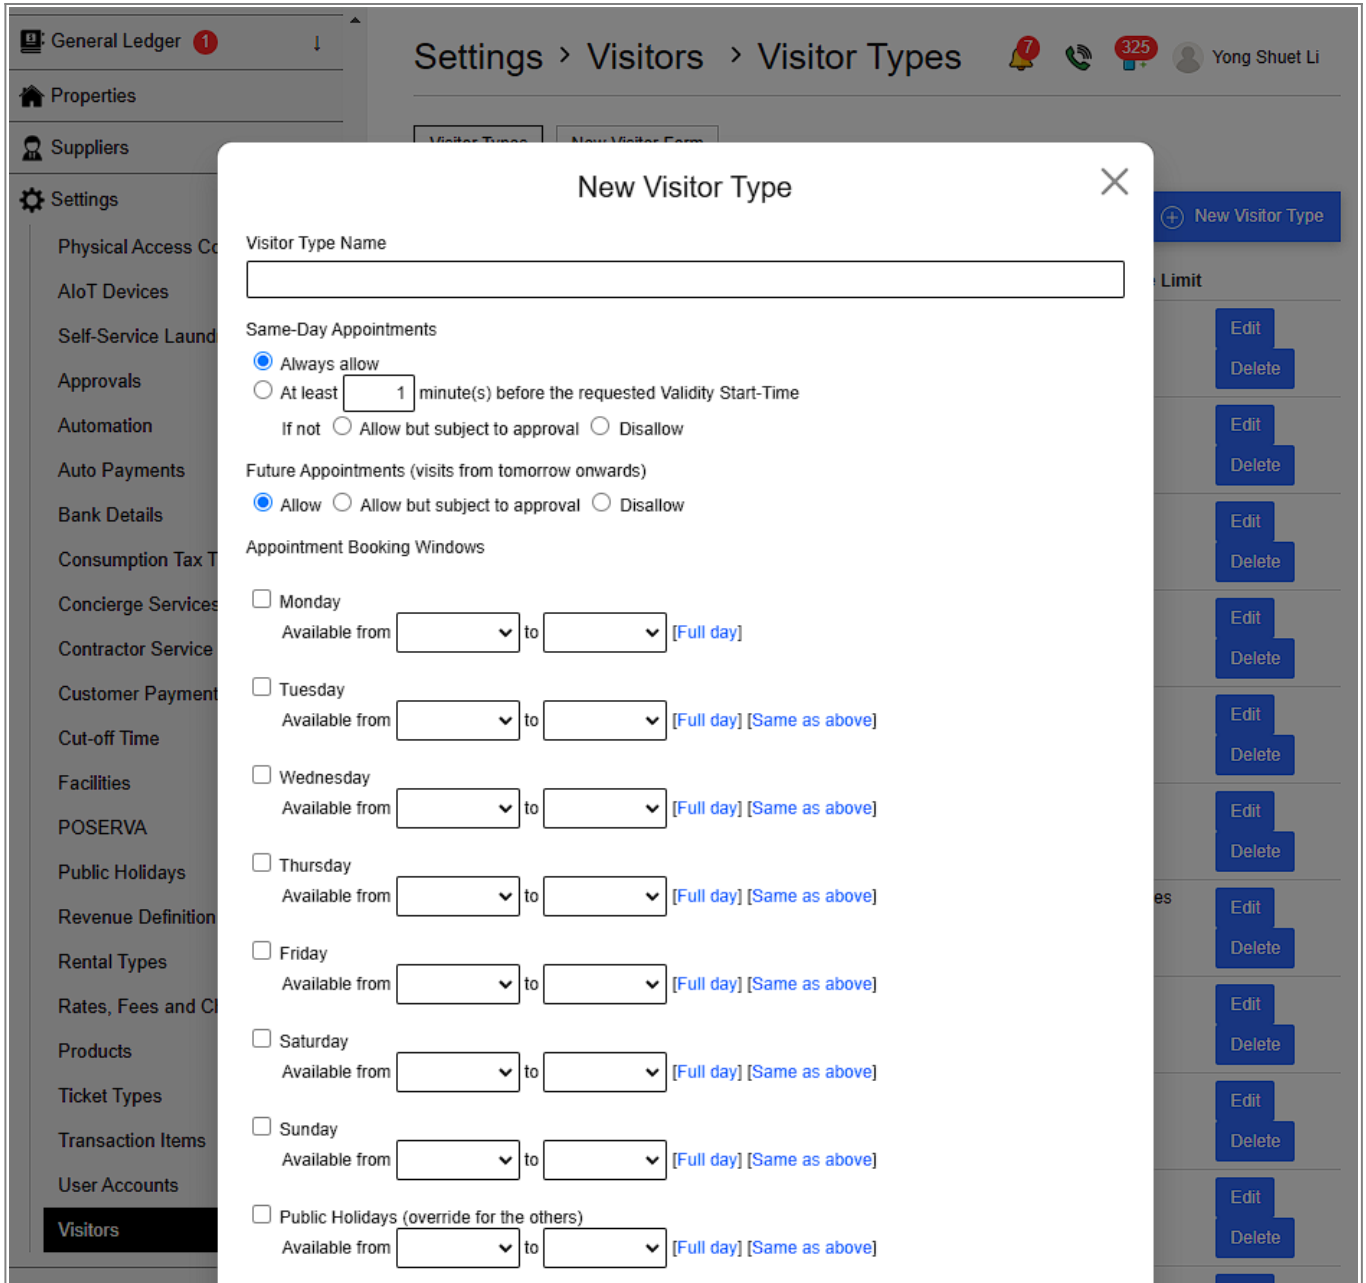 General Ledger 1 ↓
Properties
Suppliers
Settings
Physical Access Co
AIoT Devices
Self-Service Laund
Approvals
Automation
Auto Payments
Bank Details
Consumption Tax T
Concierge Services
Contractor Service
Customer Payment
Cut-off Time
Facilities
POSERVA
Public Holidays
Revenue Definition
Rental Types
Rates, Fees and Ch
Products
Ticket Types
Transaction Items
User Accounts
Visitors
Settings > Visitors > Visitor Types
7
325
Yong Shuet Li
Visitor Types New Visitor Form
New Visitor Type
Limit
New Visitor Type
Visitor Type Name
Same-Day Appointments
Always allow
At least 1 minute(s) before the requested Validity Start-Time
If not Allow but subject to approval Disallow
Future Appointments (visits from tomorrow onwards)
Allow Allow but subject to approval Disallow
Appointment Booking Windows
Monday
Available from to [Full day]
Tuesday
Available from to [Full day] [Same as above]
Wednesday
Available from to [Full day] [Same as above]
Thursday
Available from to [Full day] [Same as above]
Friday
Available from to [Full day] [Same as above]
Saturday
Available from to [Full day] [Same as above]
Sunday
Available from to [Full day] [Same as above]
Public Holidays (override for the others)
Available from to [Full day] [Same as above]
Edit
Delete
Edit
Delete
Edit
Delete
Edit
Delete
Edit
Delete
Edit
Delete
es
Edit
Delete
Edit
Delete
Edit
Delete
Edit
Delete